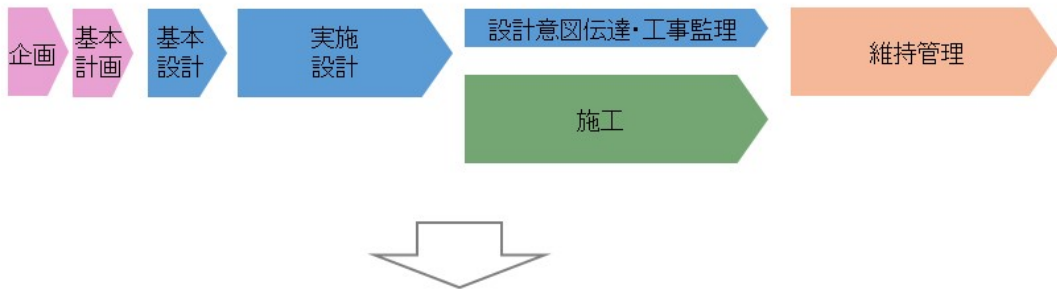 企画
基本
計画
基本
設計
実施
設計
設計意図伝達・工事監理
施工
維持管理